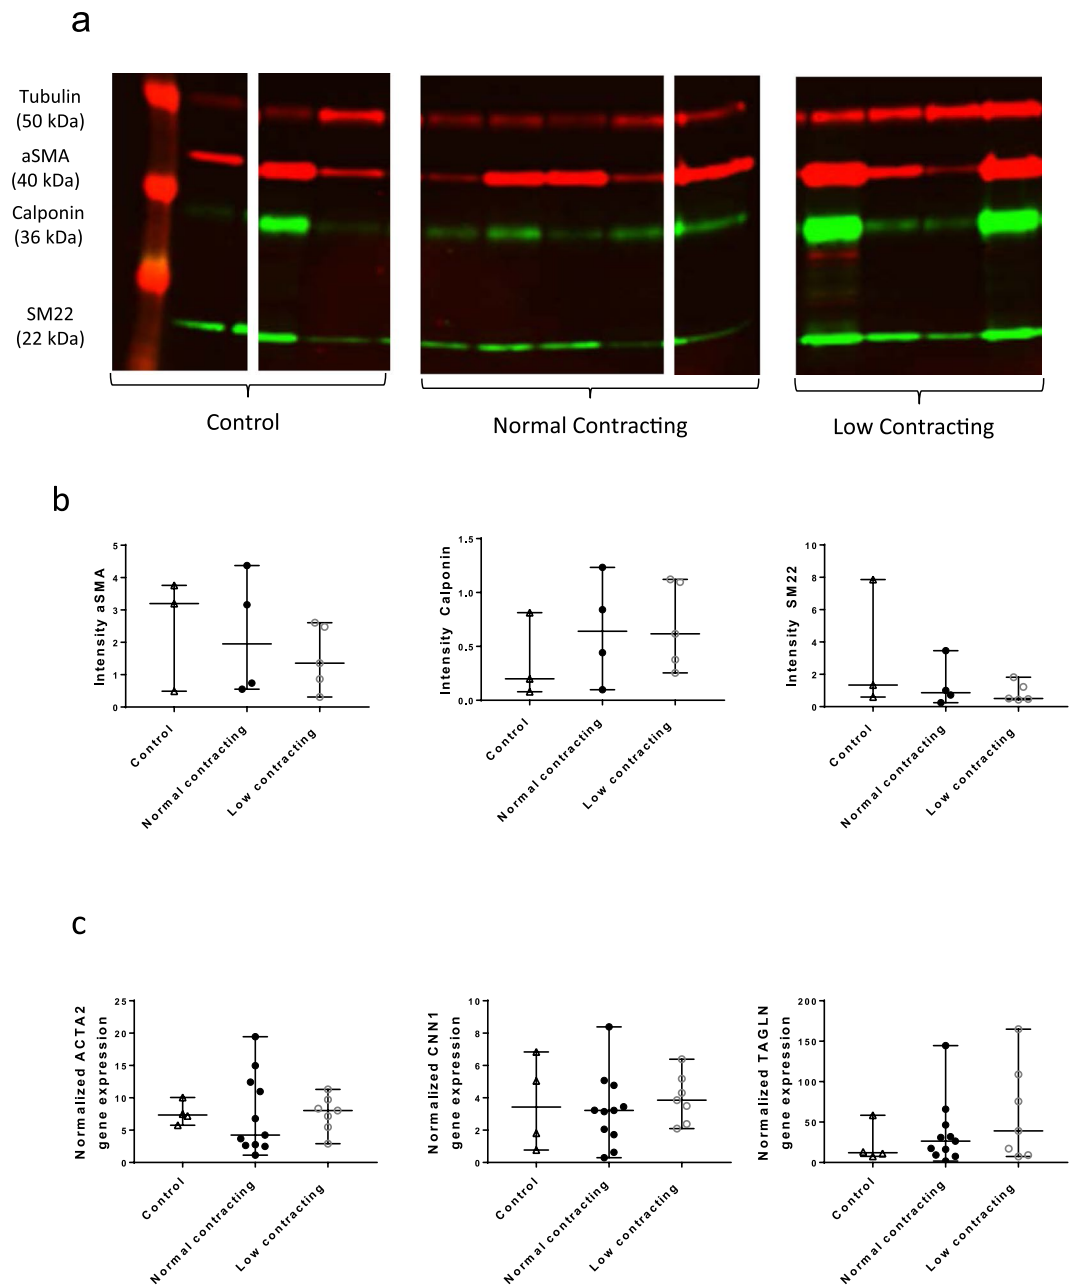 a
Tubulin
(50 kDa)
aSMA
(40 kDa)
Calponin
(36 kDa)
SM22
(22 kDa)
Control
Normal Contracting
Low Contracting
b
Intensity aSMA
5
4
3
2
1
0
Control
Normal contracting
Low contracting
Intensity Calponin
1.5
1.0
0.5
0.0
Control
Normal contracting
Low contracting
Intensity SM22
10
8
6
4
2
0
Control
Normal contracting
Low contracting
c
Normalized ACTA2
gene expression
25
20
15
10
5
0
Control
Normal contracting
Low contracting
Normalized CNN1
gene expression
10
8
6
4
2
0
Control
Normal contracting
Low contracting
Normalized TAGLN
gene expression
200
150
100
50
0
Control
Normal contracting
Low contracting